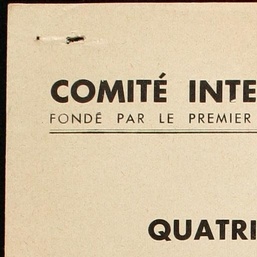 COMITÉ INTE
FONDÉ PAR LE PREMIER
QUATRI